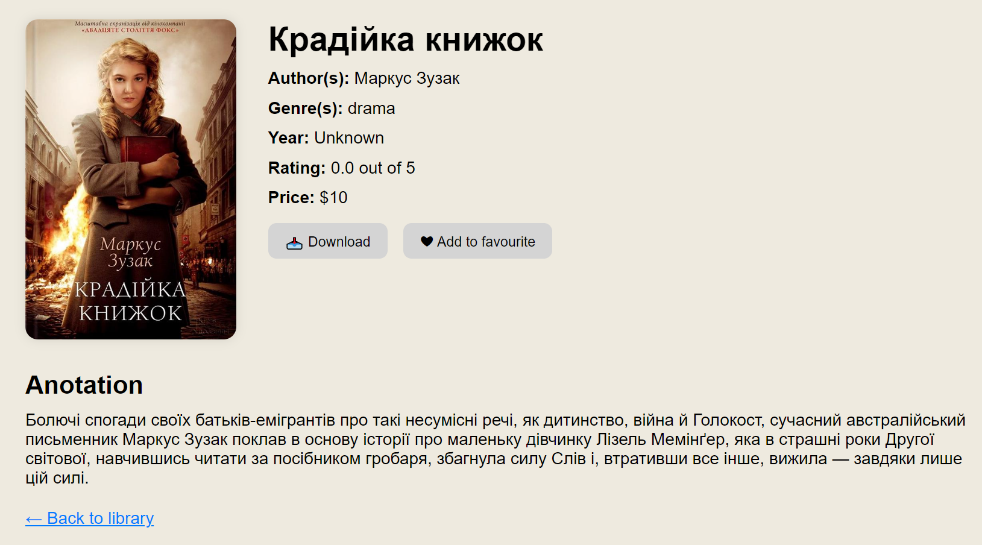 Масштабна екранізація від кінокомпанії
«ДВАДЦЯТЕ СТОЛІТТЯ ФОКС»
Маркус
Зузак
КРАДІЙКА
КНИЖОК
Крадійка книжок
Author(s): Маркус Зузак
Genre(s): drama
Year: Unknown
Rating: 0.0 out of 5
Price: $10
Download
Add to favourite
Anotation
Болючі спогади своїх батьків-емігрантів про такі несумісні речі, як дитинство, війна й Голокост, сучасний австралійський
письменник Маркус Зузак поклав в основу історії про маленьку дівчинку Лізель Мемінґер, яка в страшні роки Другої
світової, навчившись читати за посібником гробаря, збагнула силу Слів і, втративши все інше, вижила — завдяки лише
цій силі.
← Back to library